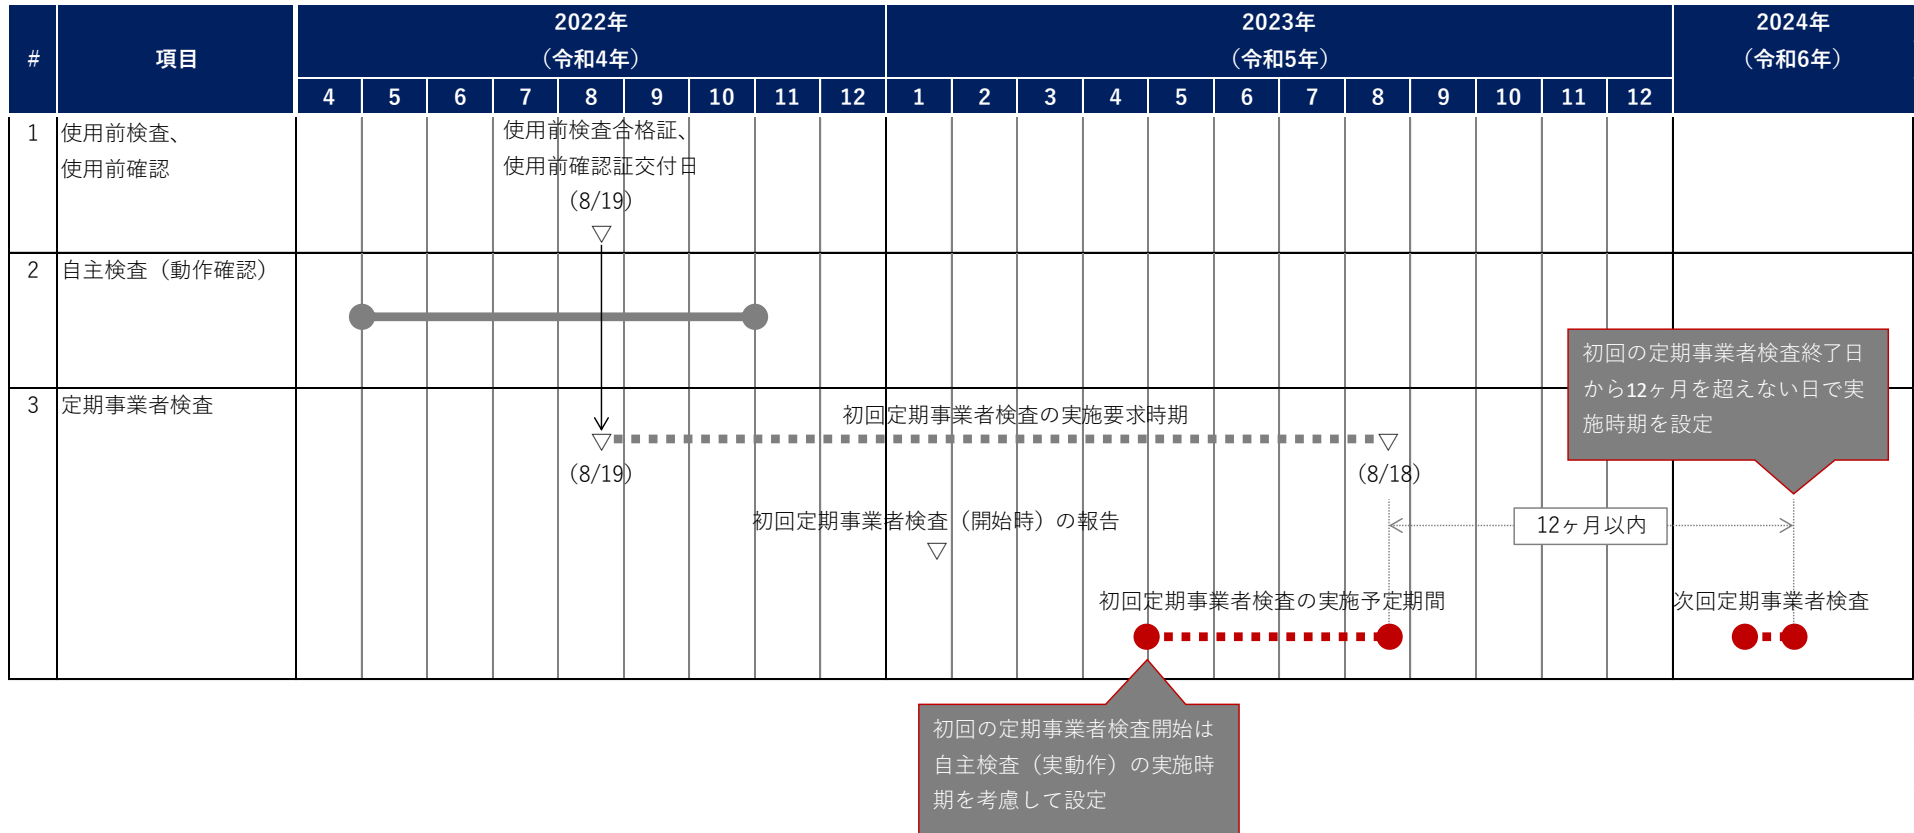 #
項目
2022年
（令和4年）
2023年
（令和5年）
2024年
（令和6年）
4 5 6 7 8 9 10 11 12 1 2 3 4 5 6 7 8 9 10 11 12
1
使用前検査、
使用前確認
使用前検査合格証、
使用前確認証交付日
(8/19)
▽
2
自主検査（動作確認）
3
定期事業者検査
初回定期事業者検査の実施要求時期
▽ ▽
(8/19) (8/18)
初回の定期事業者検査終了日
から12ヶ月を超えない日で実
施時期を設定
初回定期事業者検査（開始時）の報告
▽
12ヶ月以内
初回定期事業者検査の実施予定期間
次回定期事業者検査
初回の定期事業者検査開始は
自主検査（実動作）の実施時
期を考慮して設定